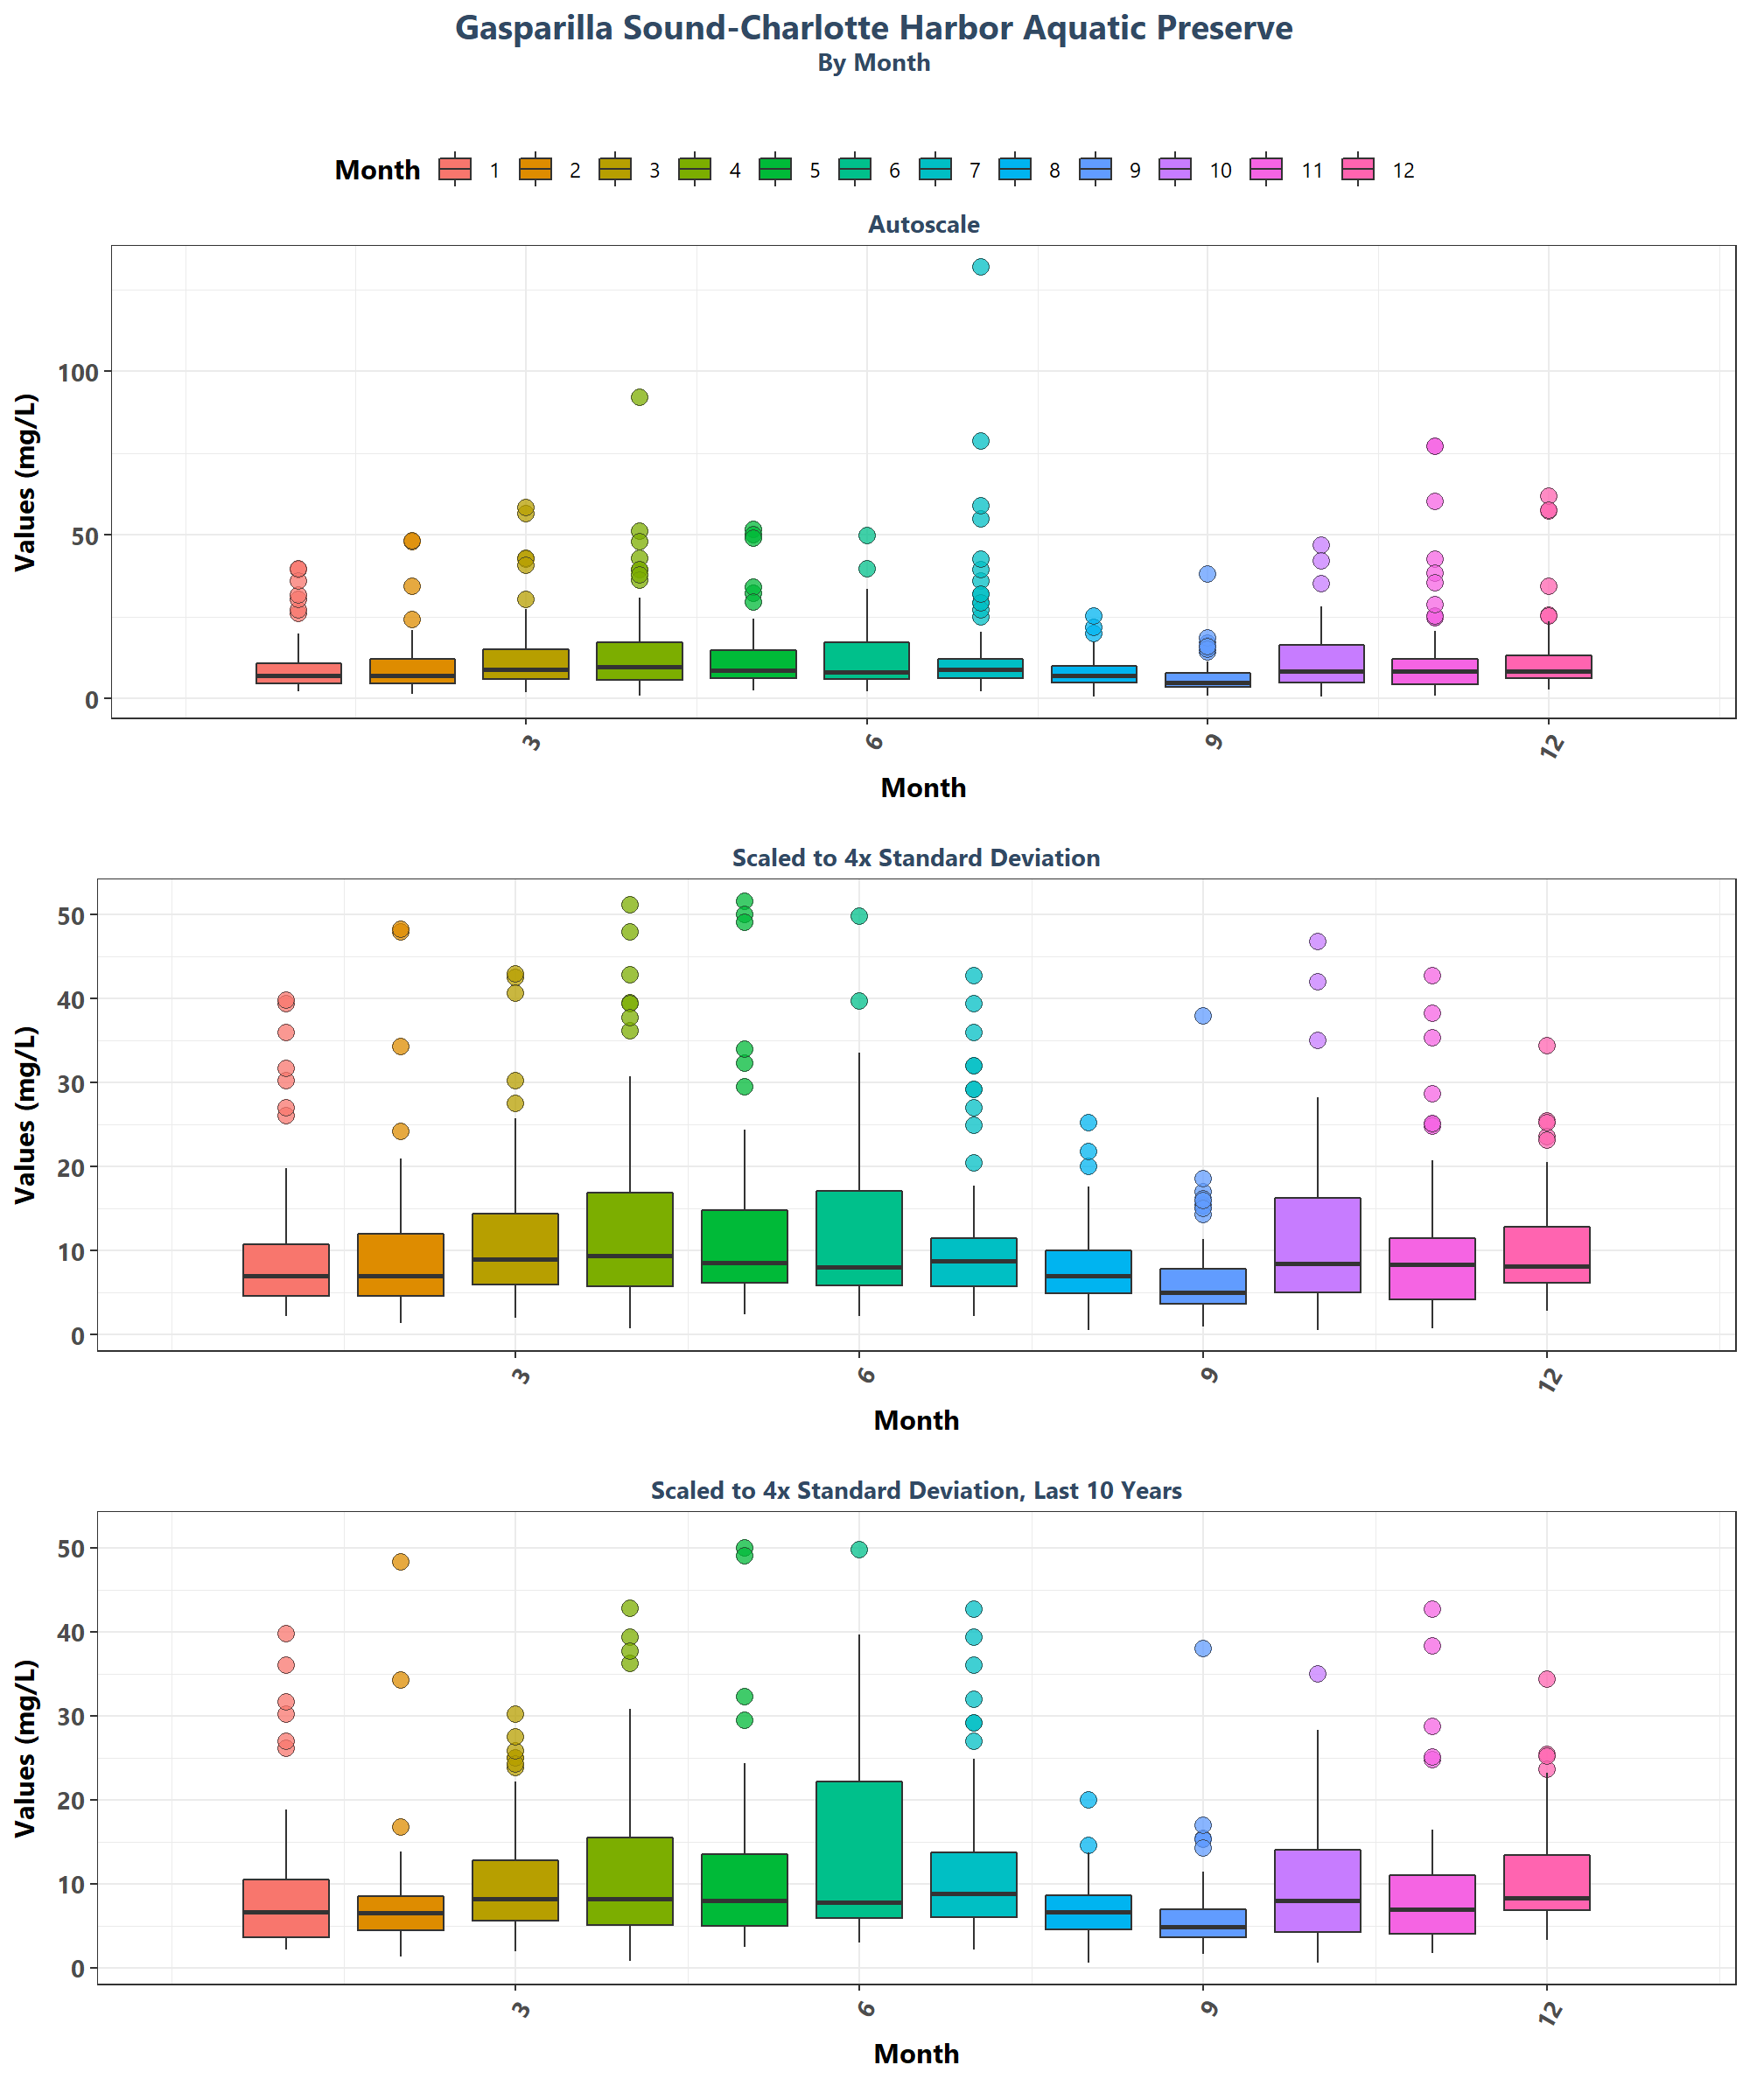 Gasparilla Sound-Charlotte Harbor Aquatic Preserve
By Month
Month 1 2 3 4 5 6 7 8 9 10 11 12
Autoscale
Values (mg/L)
100
50
0
3 6 9 12
Month
Scaled to 4x Standard Deviation
Values (mg/L)
50
40
30
20
10
0
3 6 9 12
Month
Scaled to 4x Standard Deviation, Last 10 Years
Values (mg/L)
50
40
30
20
10
0
3 6 9 12
Month